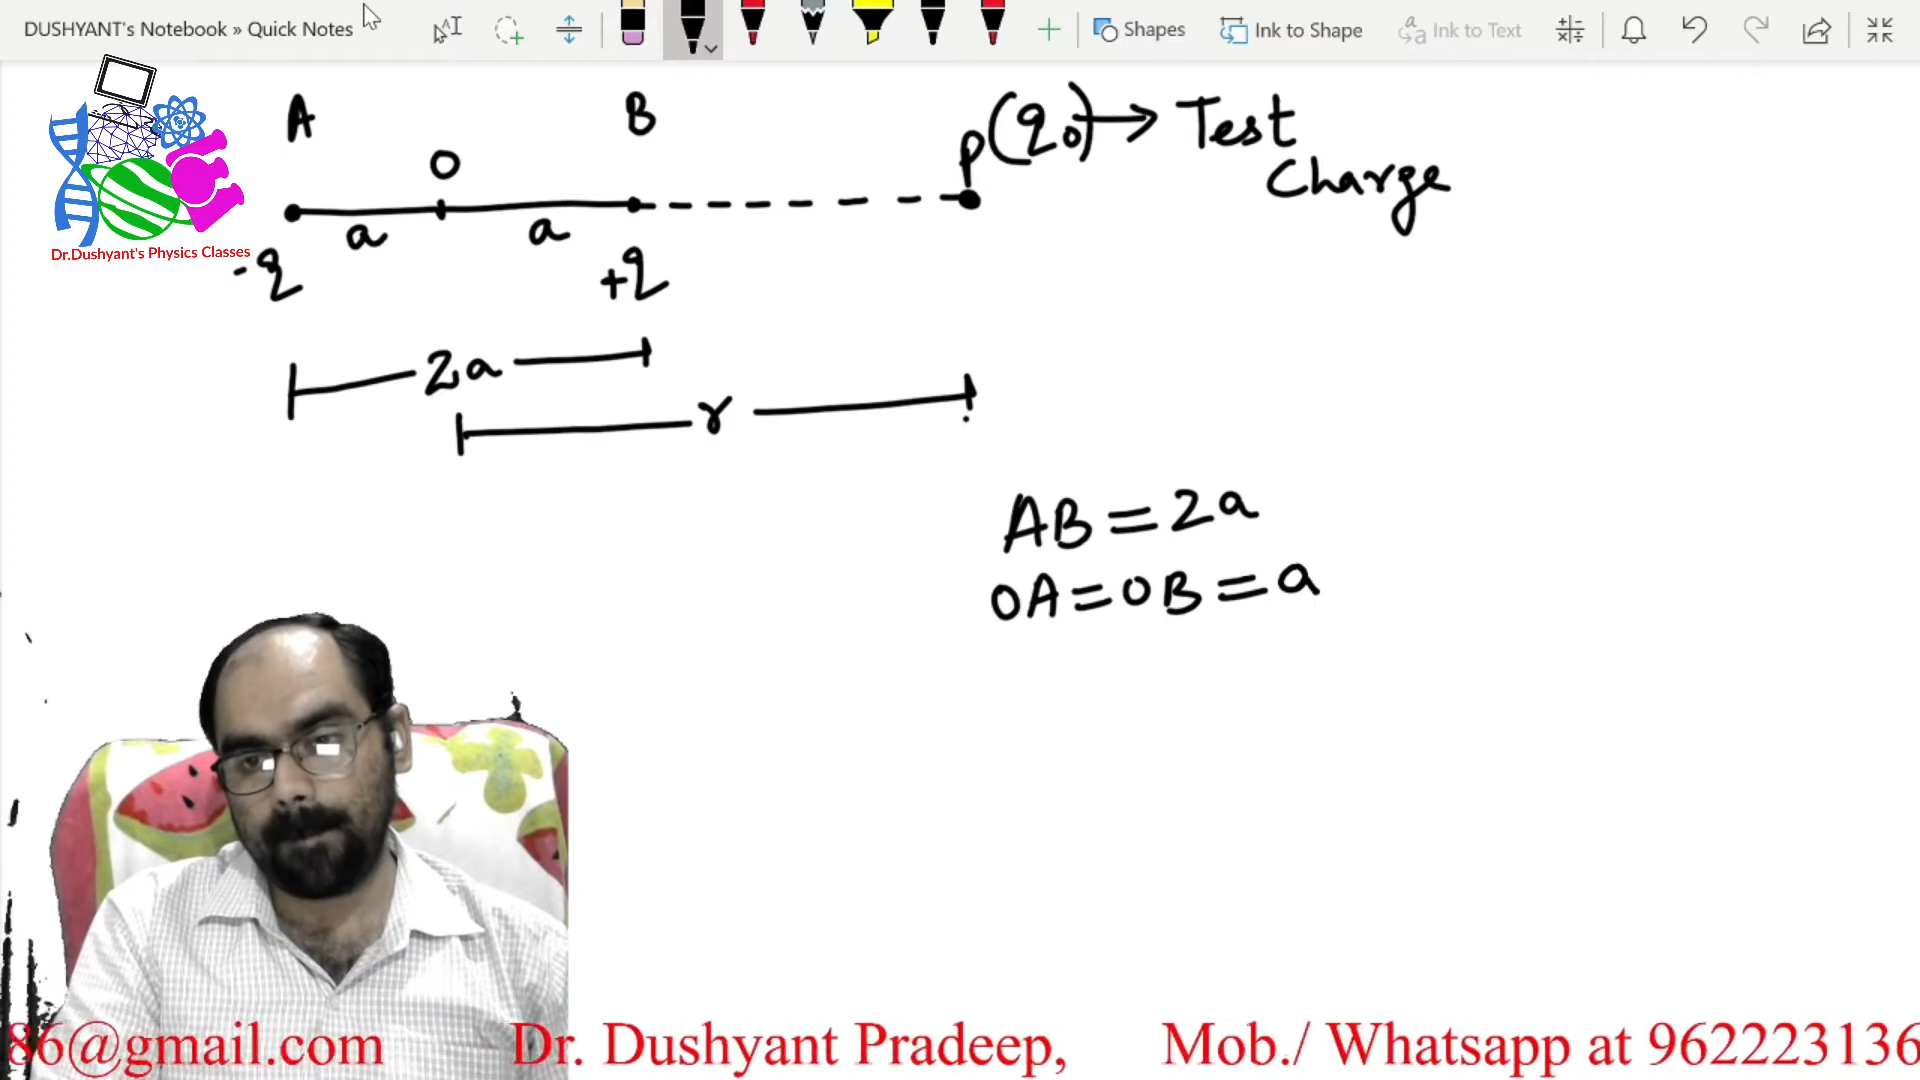 DUSHYANT's Notebook » Quick Notes
Shapes
Ink to Shape
Ink to Text
A
B
P(q₀) → Test
Charge
O
a
a
-q
+q
Dr.Dushyant's Physics Classes
2a
r
AB = 2a
OA = OB = a
86@gmail.com Dr. Dushyant Pradeep, Mob./ Whatsapp at 962223136